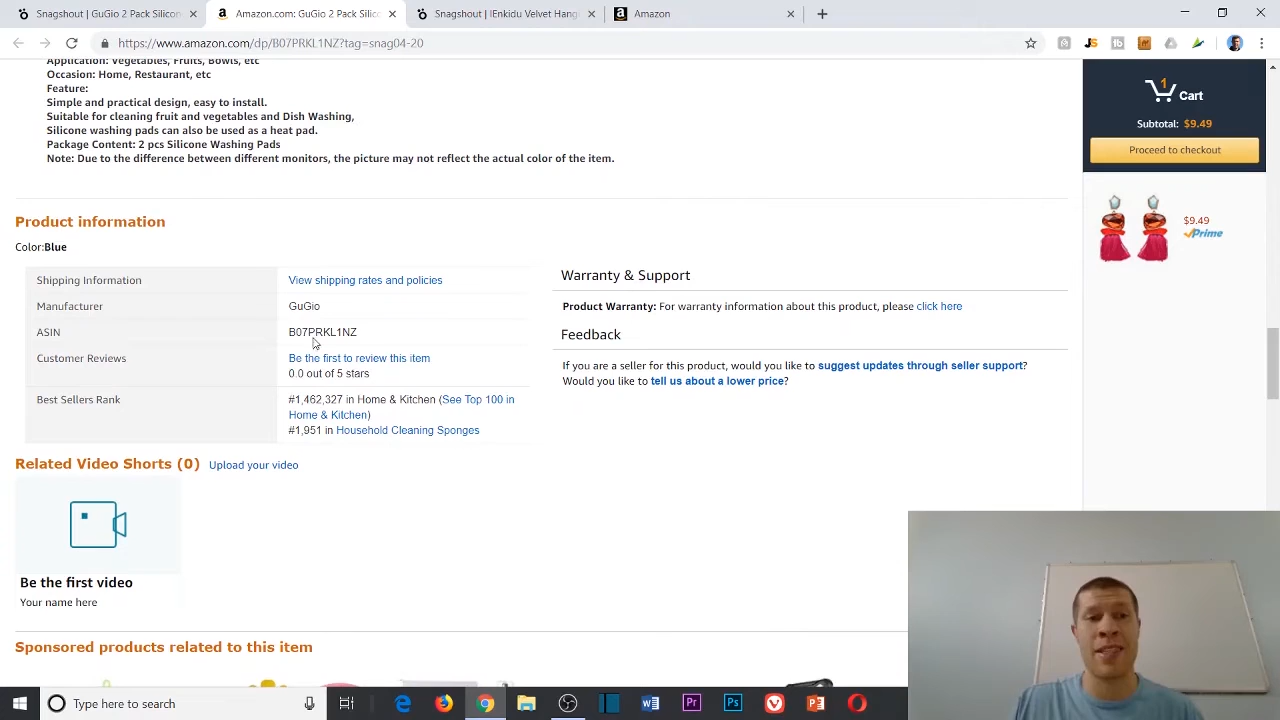 Snagshout | GuGio 2 Pack Silicon
Amazon.com: GuGio 2 Pack Silico
Snagshout | !Enkidu Velvet Hang
Amazon
https://www.amazon.com/dp/B07PRKL1NZ?tag=snag04-20
Application: Vegetables, Fruits, Bowls, etc
Occasion: Home, Restaurant, etc
Feature:
Simple and practical design, easy to install.
Suitable for cleaning fruit and vegetables and Dish Washing,
Silicone washing pads can also be used as a heat pad.
Package Content: 2 pcs Silicone Washing Pads
Note: Due to the difference between different monitors, the picture may not reflect the actual color of the item.
1
Cart
Subtotal: $9.49
Proceed to checkout
$9.49
Prime
Product information
Color:Blue
Shipping Information View shipping rates and policies
Manufacturer GuGio
ASIN B07PRKL1NZ
Customer Reviews Be the first to review this item
0.0 out of 5 stars
Best Sellers Rank #1,462,327 in Home & Kitchen (See Top 100 in
Home & Kitchen)
#1,951 in Household Cleaning Sponges
Warranty & Support
Product Warranty: For warranty information about this product, please click here
Feedback
If you are a seller for this product, would you like to suggest updates through seller support?
Would you like to tell us about a lower price?
Related Video Shorts (0) Upload your video
Be the first video
Your name here
Sponsored products related to this item
Type here to search